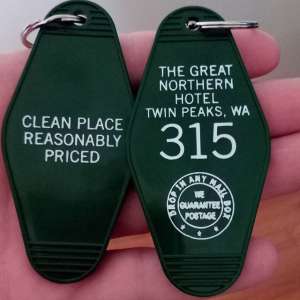 CLEAN PLACE
REASONABLY
PRICED
THE GREAT
NORTHERN
HOTEL
TWIN PEAKS, WA
315
DROP IN ANY MAIL BOX
WE
GUARANTEE
POSTAGE